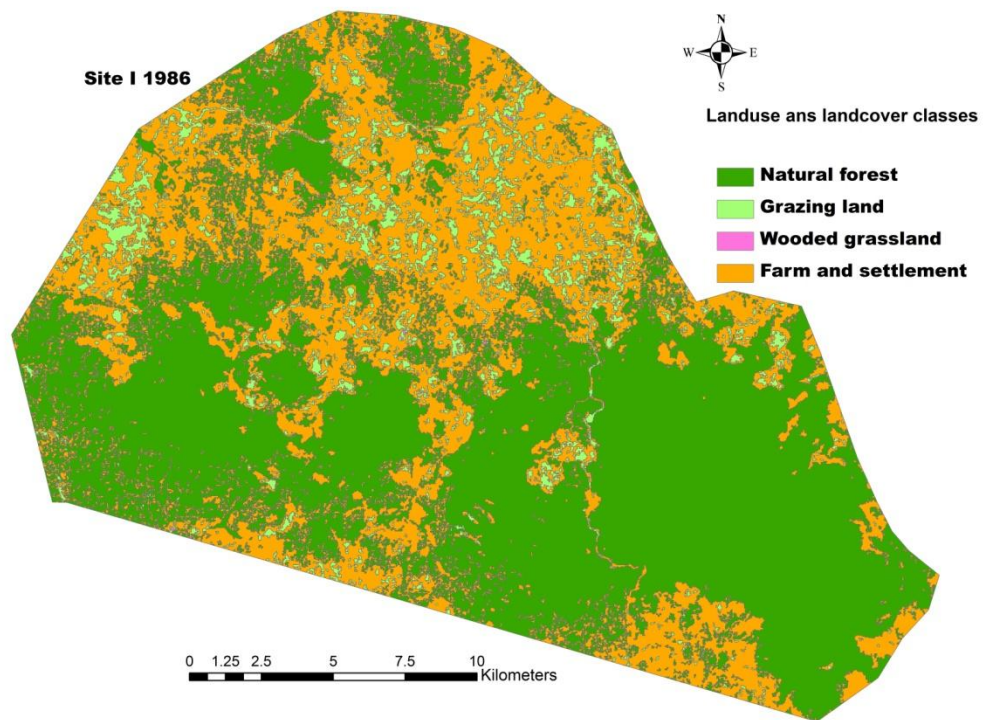 N
W E
S
Site I 1986
Landuse ans landcover classes
Natural forest
Grazing land
Wooded grassland
Farm and settlement
0 1.25 2.5 5 7.5 10
Kilometers